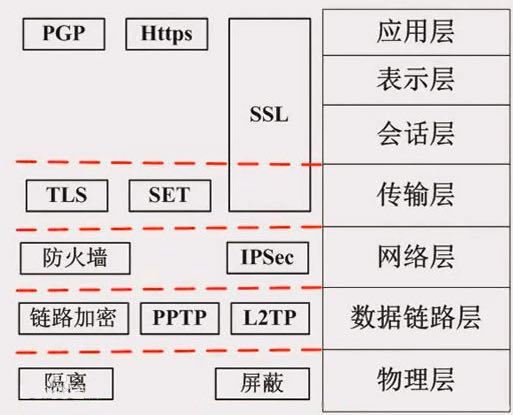 PGP Https 应用层
表示层
SSL
会话层
TLS SET 传输层
防火墙 IPSec 网络层
链路加密 PPTP L2TP 数据链路层
隔离 屏蔽 物理层